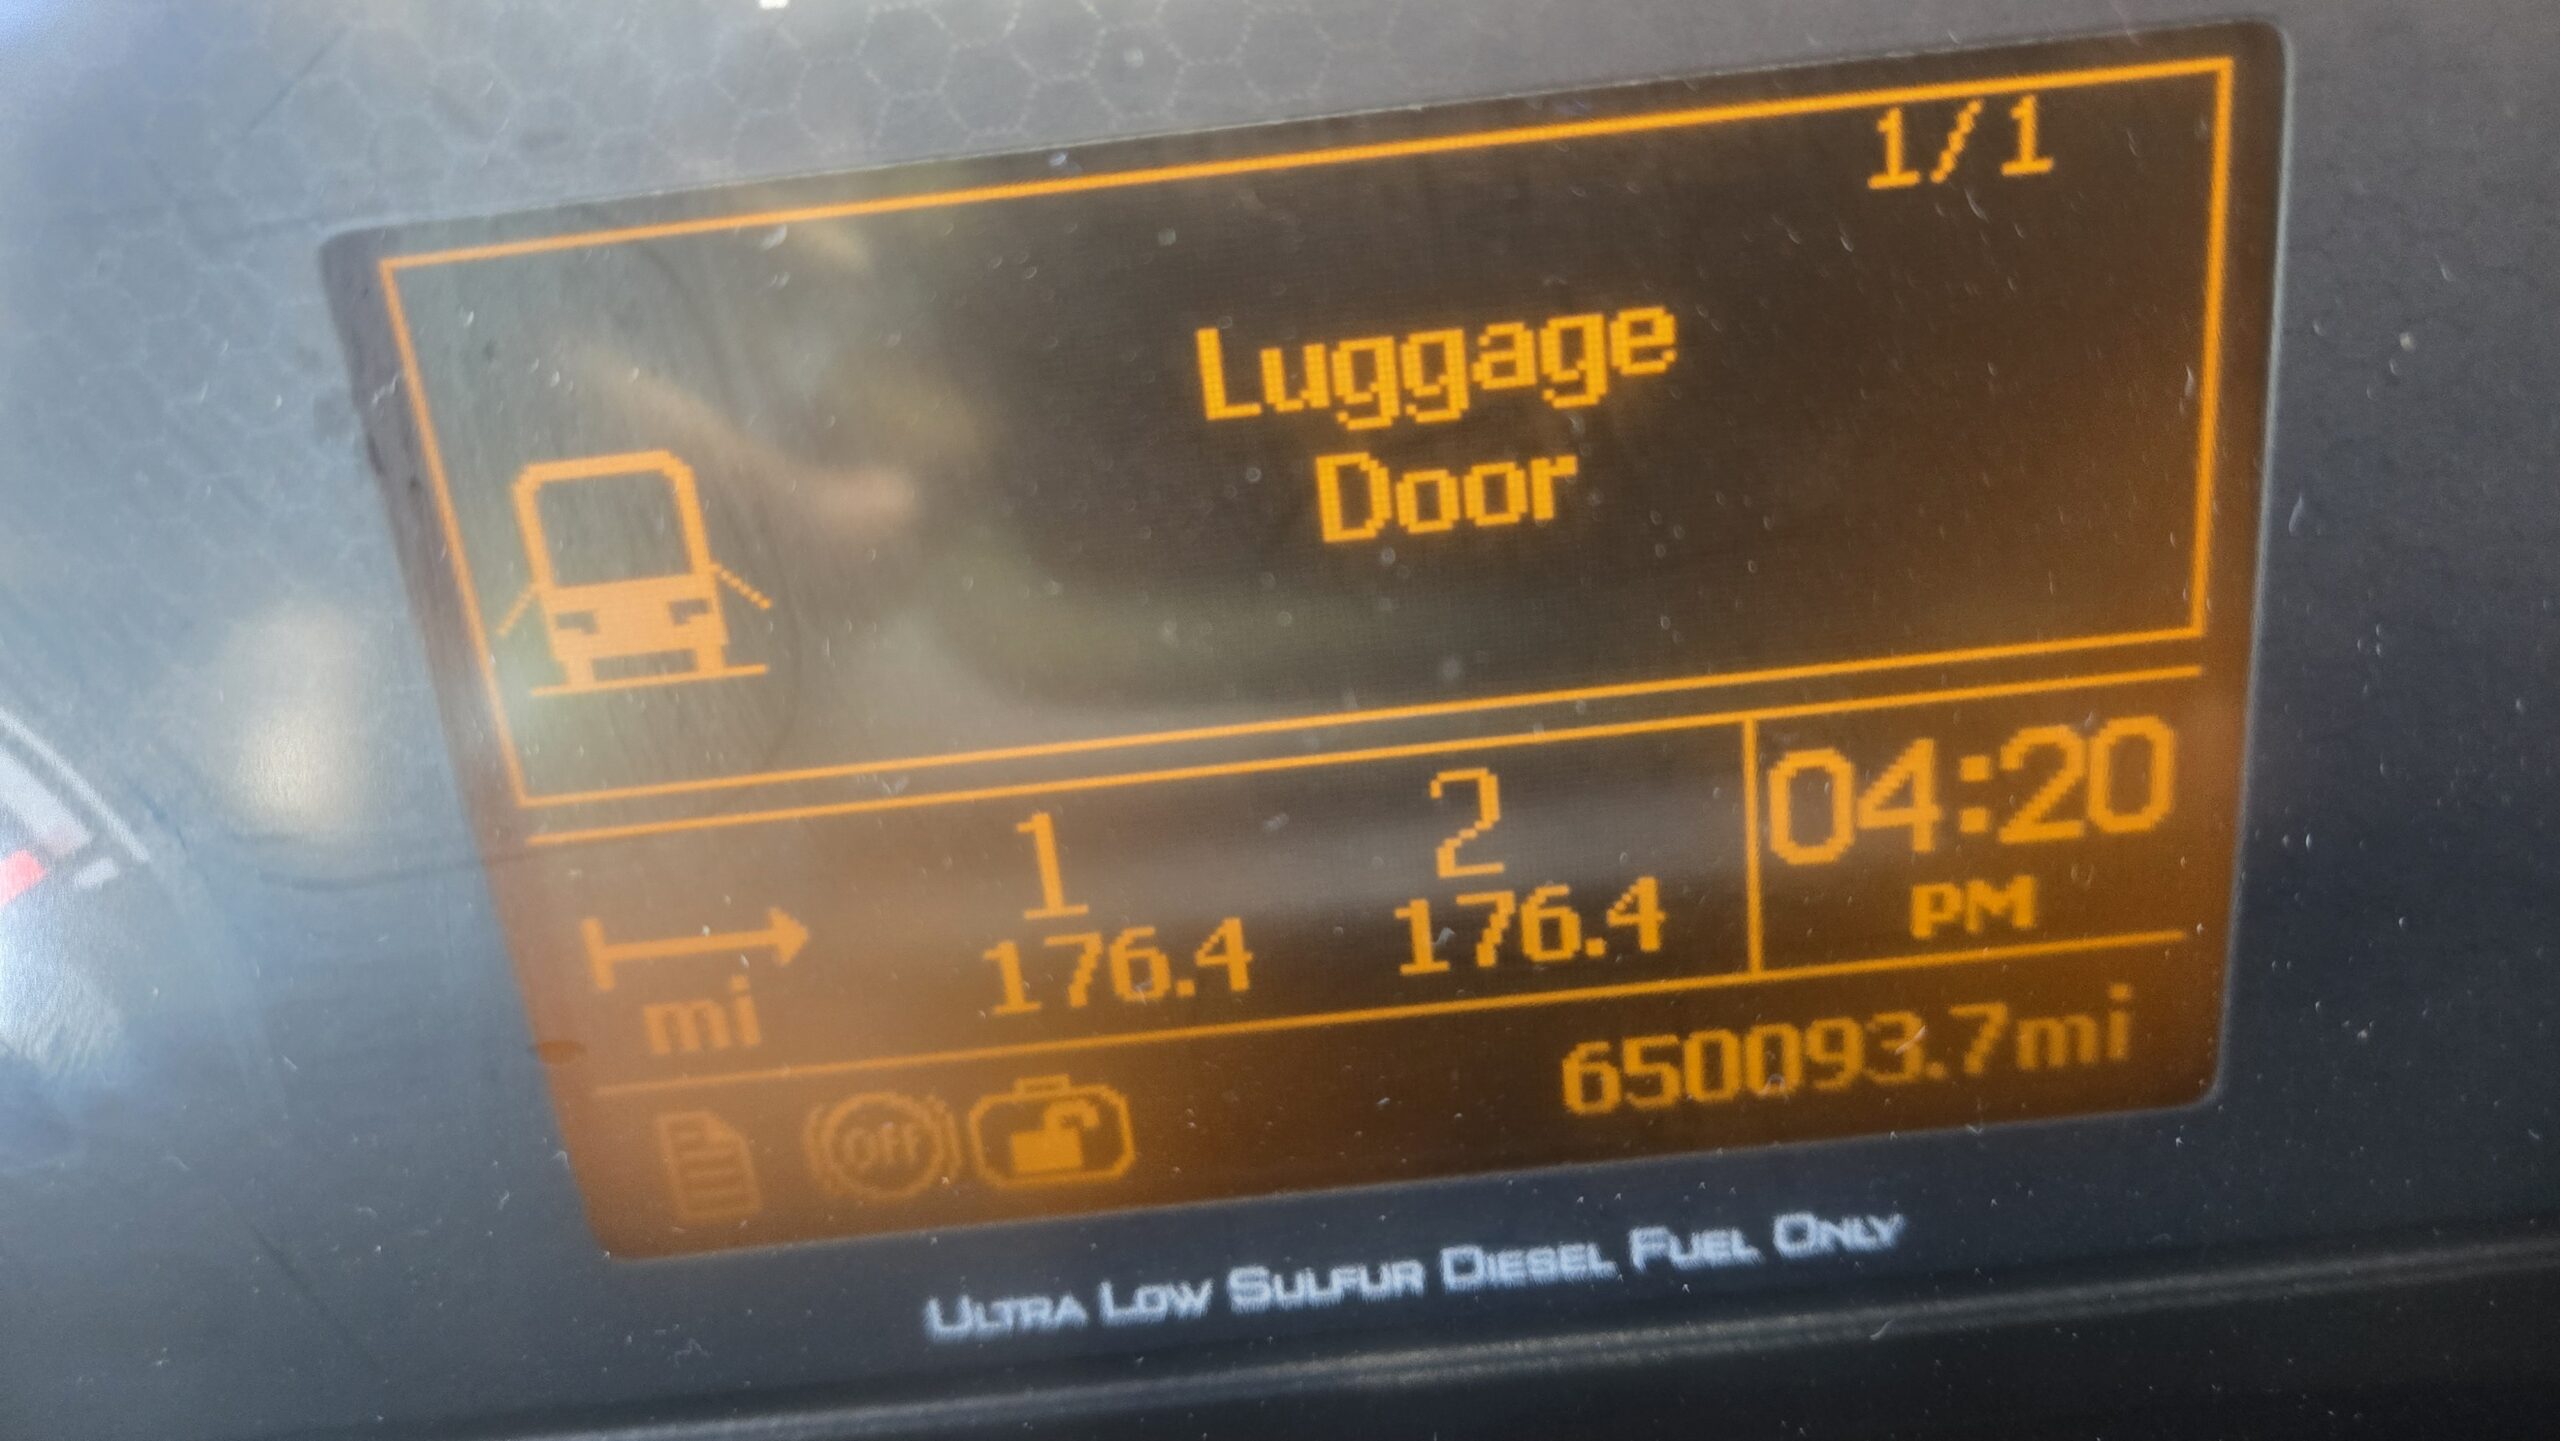 1/1
Luggage
Door
1 2
176.4 176.4
mi
04:20
PM
650093.7mi
Off
Ultra Low Sulfur Diesel Fuel Only